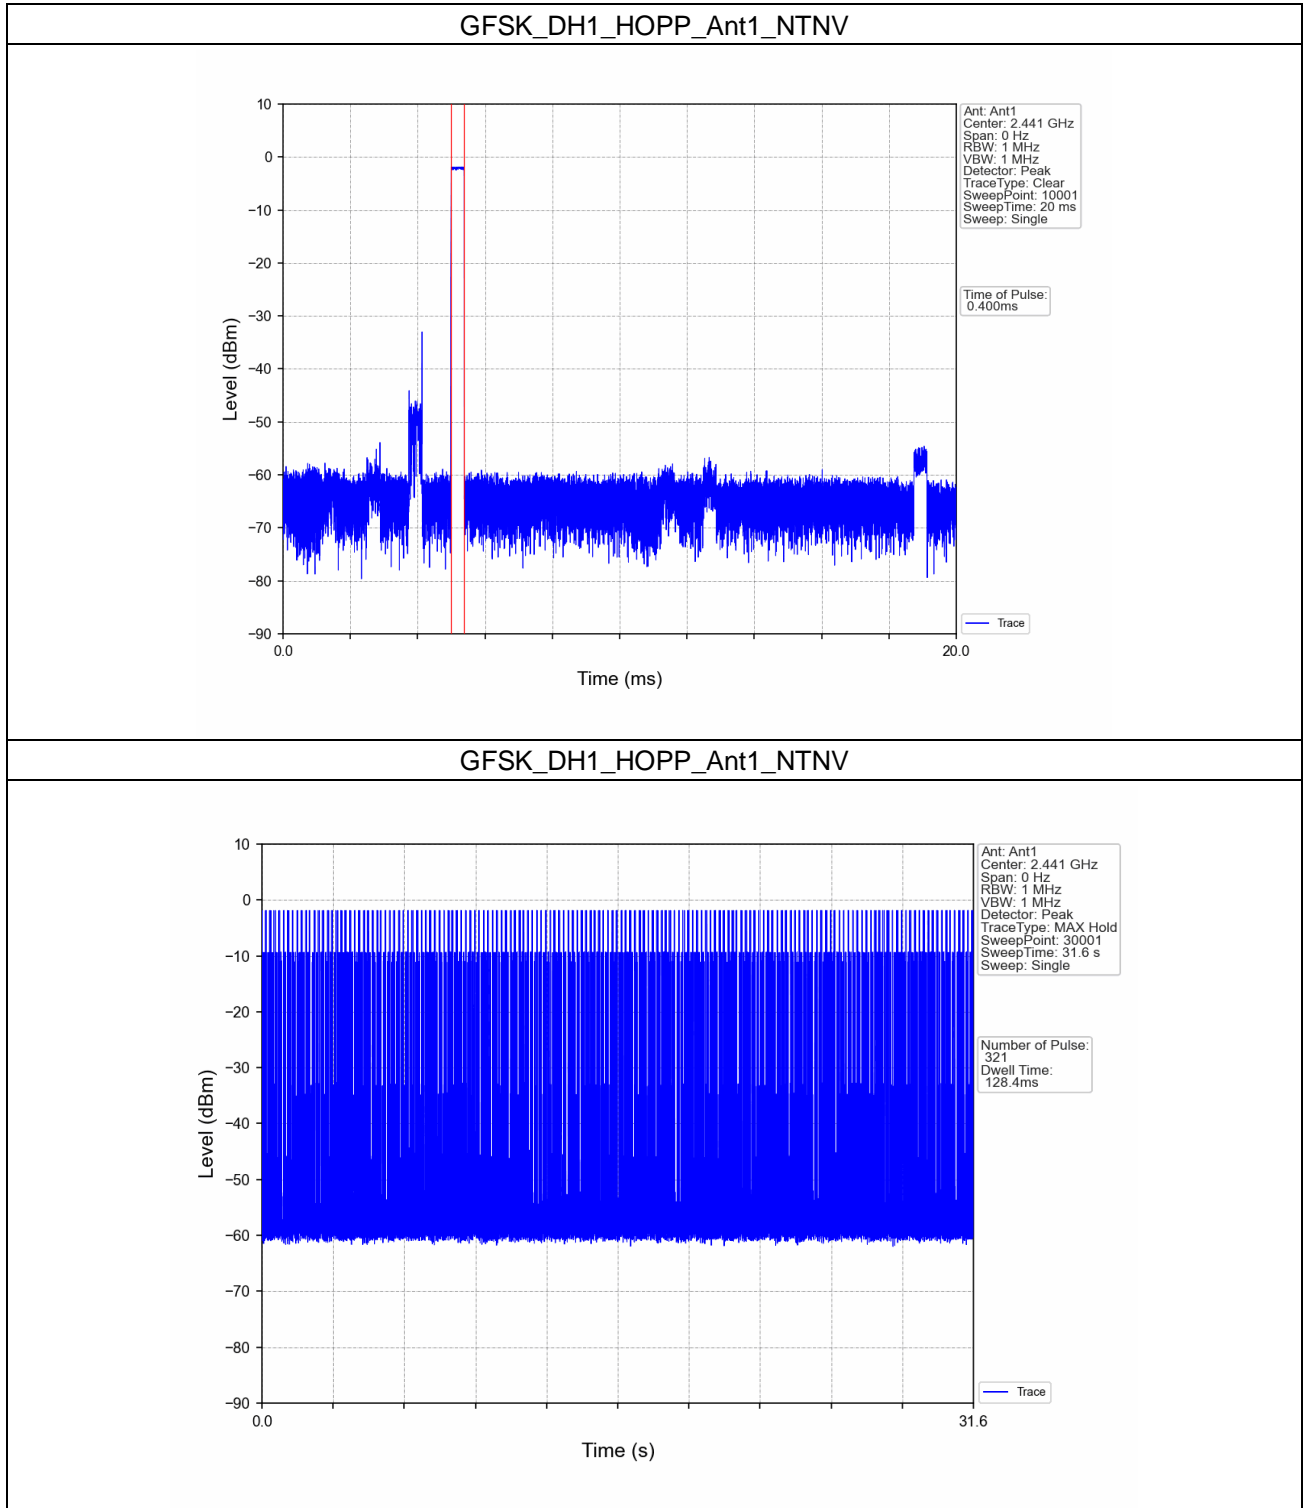 GFSK_DH1_HOPP_Ant1_NTNV
10
0
−10
−20
−30
−40
−50
−60
−70
−80
−90
Level (dBm)
0.0
20.0
Time (ms)
Ant: Ant1
Center: 2.441 GHz
Span: 0 Hz
RBW: 1 MHz
VBW: 1 MHz
Detector: Peak
TraceType: Clear
SweepPoint: 10001
SweepTime: 20 ms
Sweep: Single
Time of Pulse:
0.400ms
Trace
GFSK_DH1_HOPP_Ant1_NTNV
10
0
−10
−20
−30
−40
−50
−60
−70
−80
−90
Level (dBm)
0.0
31.6
Time (s)
Ant: Ant1
Center: 2.441 GHz
Span: 0 Hz
RBW: 1 MHz
VBW: 1 MHz
Detector: Peak
TraceType: MAX Hold
SweepPoint: 30001
SweepTime: 31.6 s
Sweep: Single
Number of Pulse:
321
Dwell Time:
128.4ms
Trace